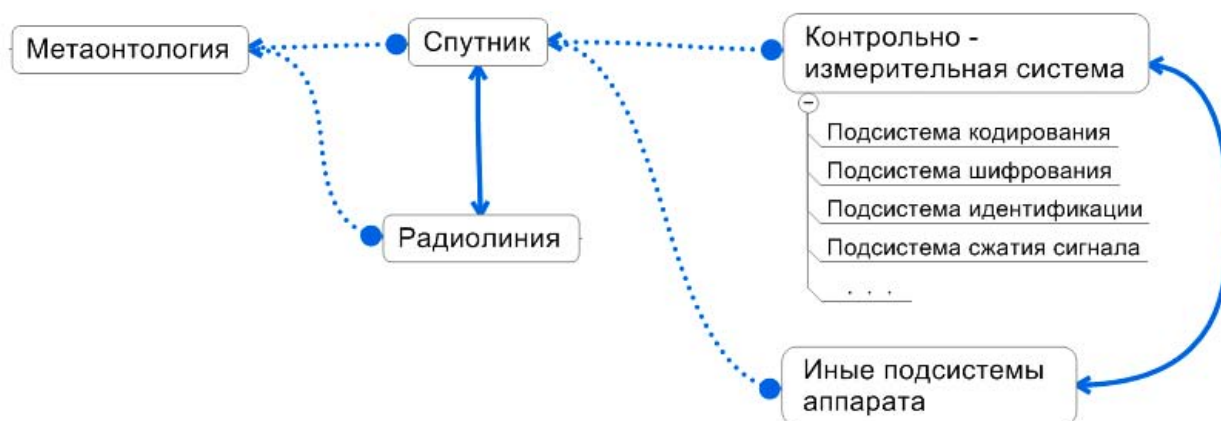 Метаонтология
Спутник
Радиолиния
Контрольно -
измерительная система
Подсистема кодирования
Подсистема шифрования
Подсистема идентификации
Подсистема сжатия сигнала
. . .
Иные подсистемы
аппарата